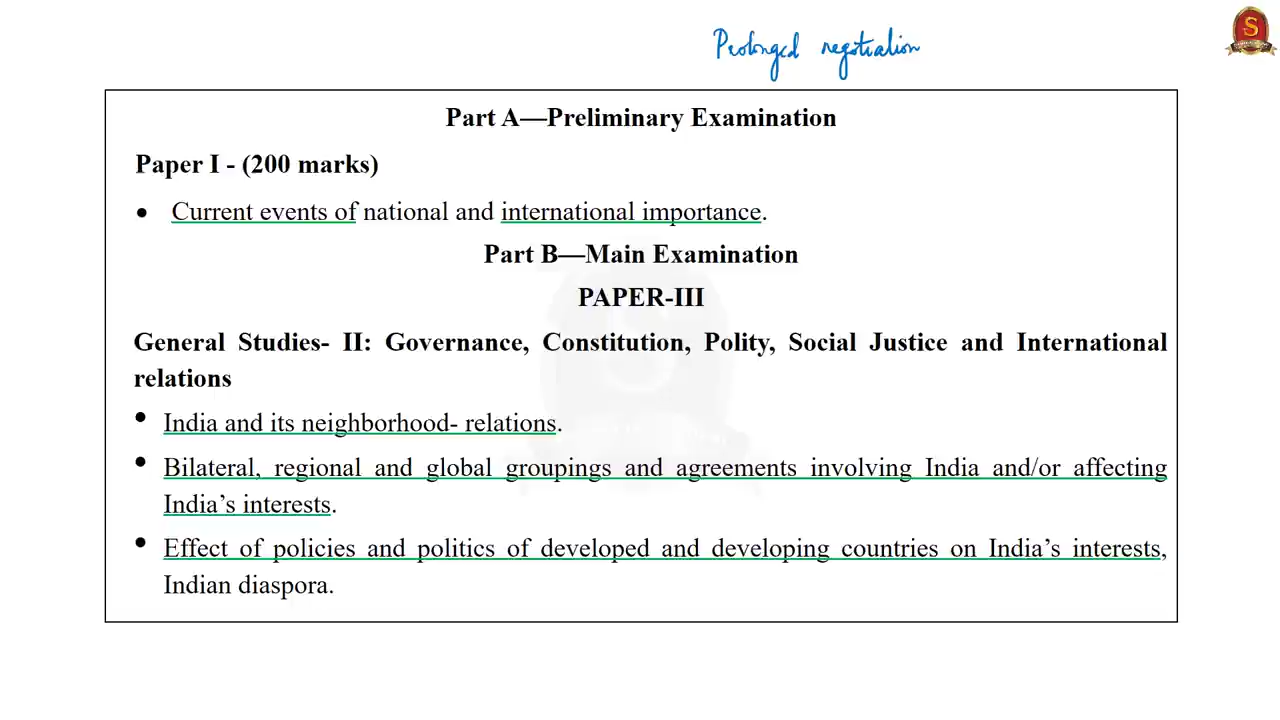 Prolonged negotiation
S
Part A—Preliminary Examination
Paper I - (200 marks)
• Current events of national and international importance.
Part B—Main Examination
PAPER-III
General Studies- II: Governance, Constitution, Polity, Social Justice and International
relations
• India and its neighborhood- relations.
• Bilateral, regional and global groupings and agreements involving India and/or affecting
India’s interests.
• Effect of policies and politics of developed and developing countries on India’s interests,
Indian diaspora.